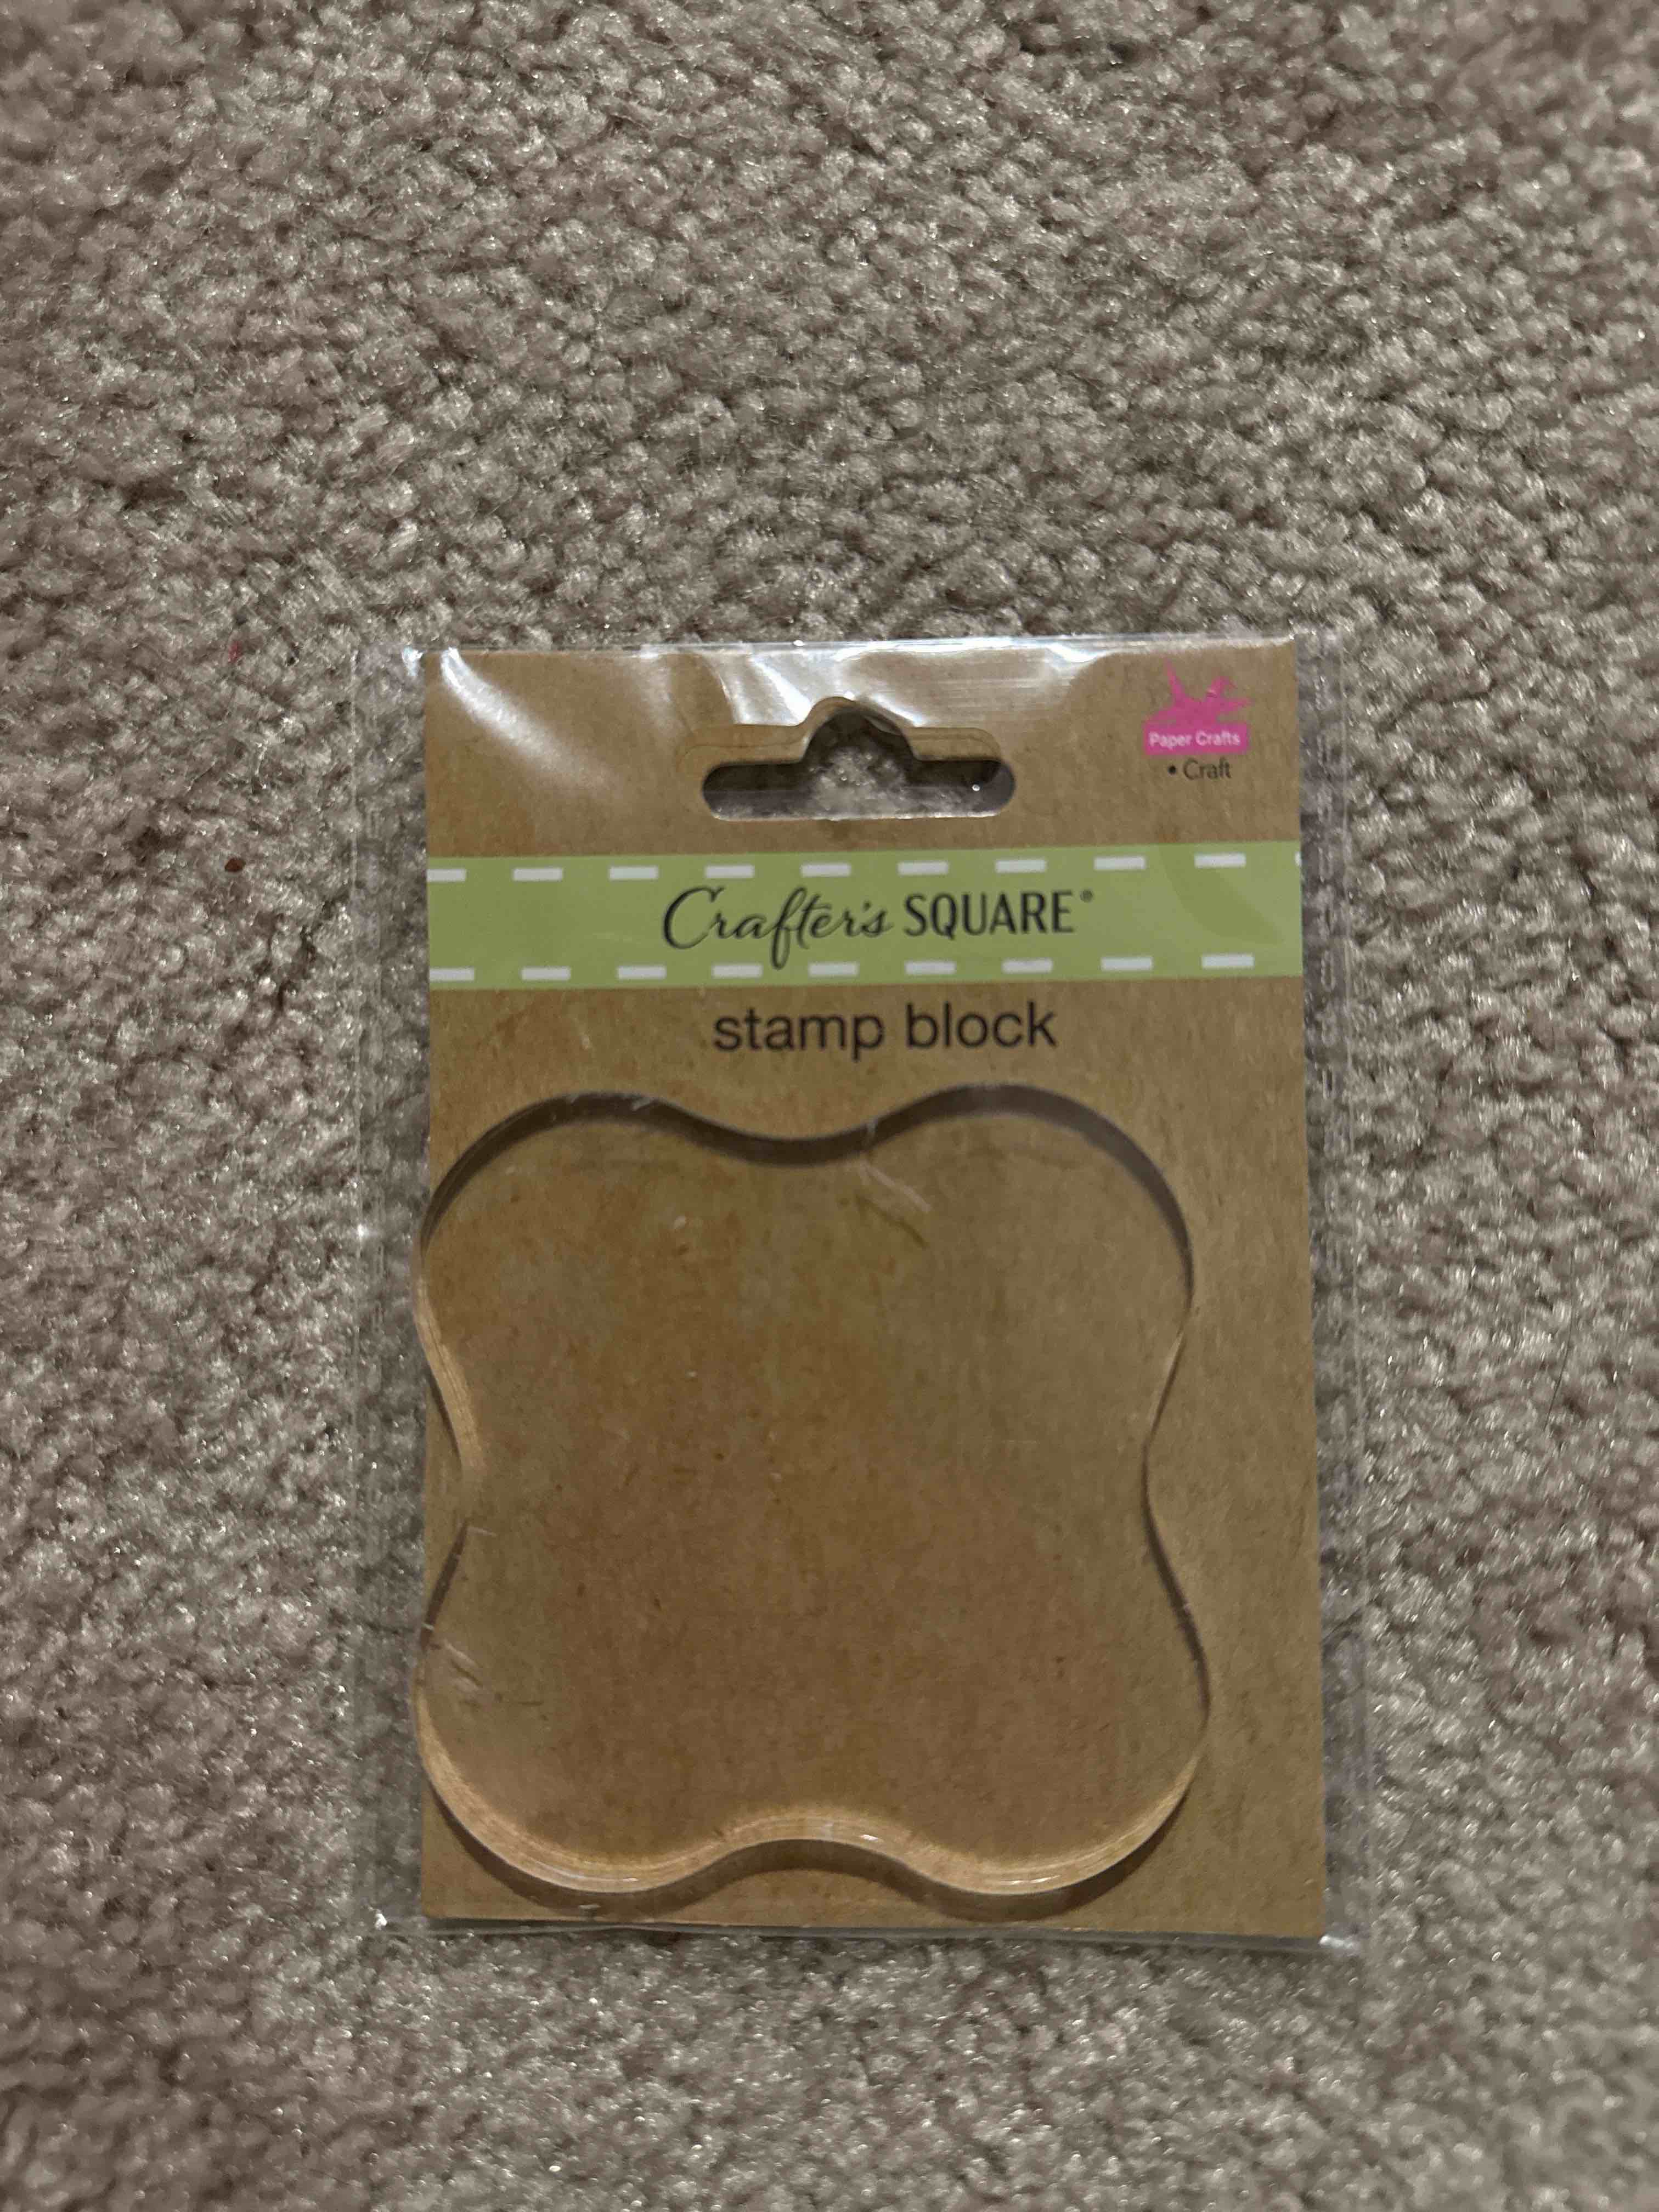 Paper Crafts
• Craft
Crafter's SQUARE®
stamp block